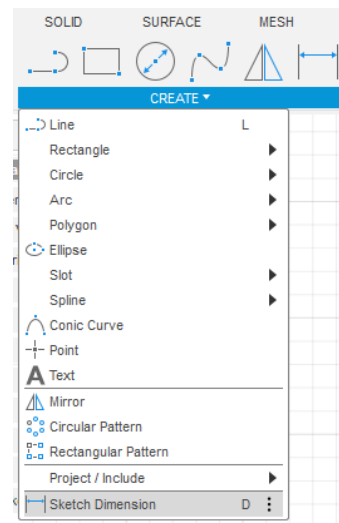 SOLID SURFACE MESH
CREATE ▾
Line L
Rectangle
Circle
Arc
Polygon
Ellipse
Slot
Spline
Conic Curve
Point
Text
Mirror
Circular Pattern
Rectangular Pattern
Project / Include
Sketch Dimension D